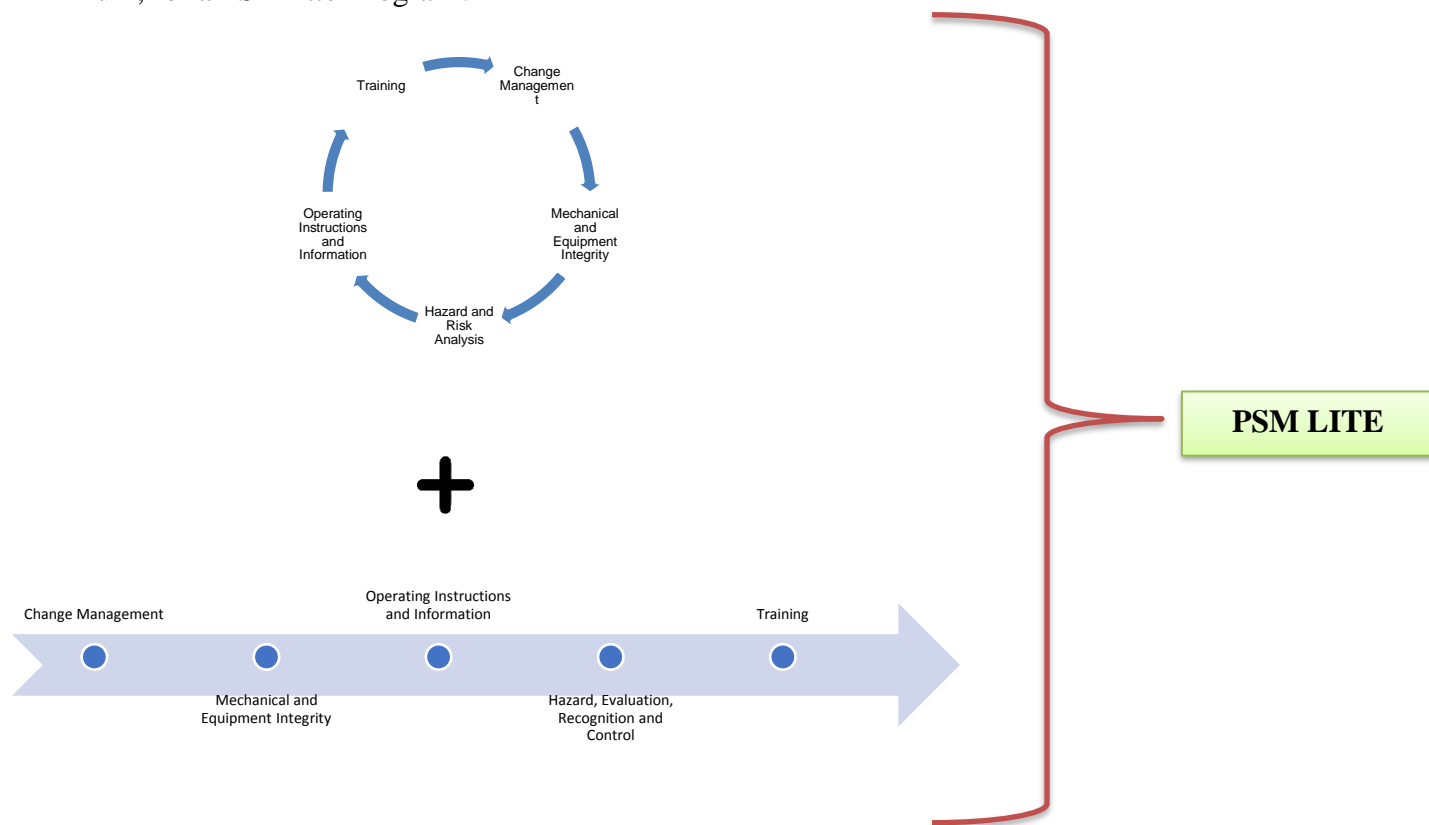 Training
Change
Managemen
t
Operating
Instructions
and
Information
Mechanical
and
Equipment
Integrity
Hazard and
Risk
Analysis
PSM LITE
Operating Instructions
and Information
Change Management
Training
Mechanical and
Equipment Integrity
Hazard, Evaluation,
Recognition and
Control